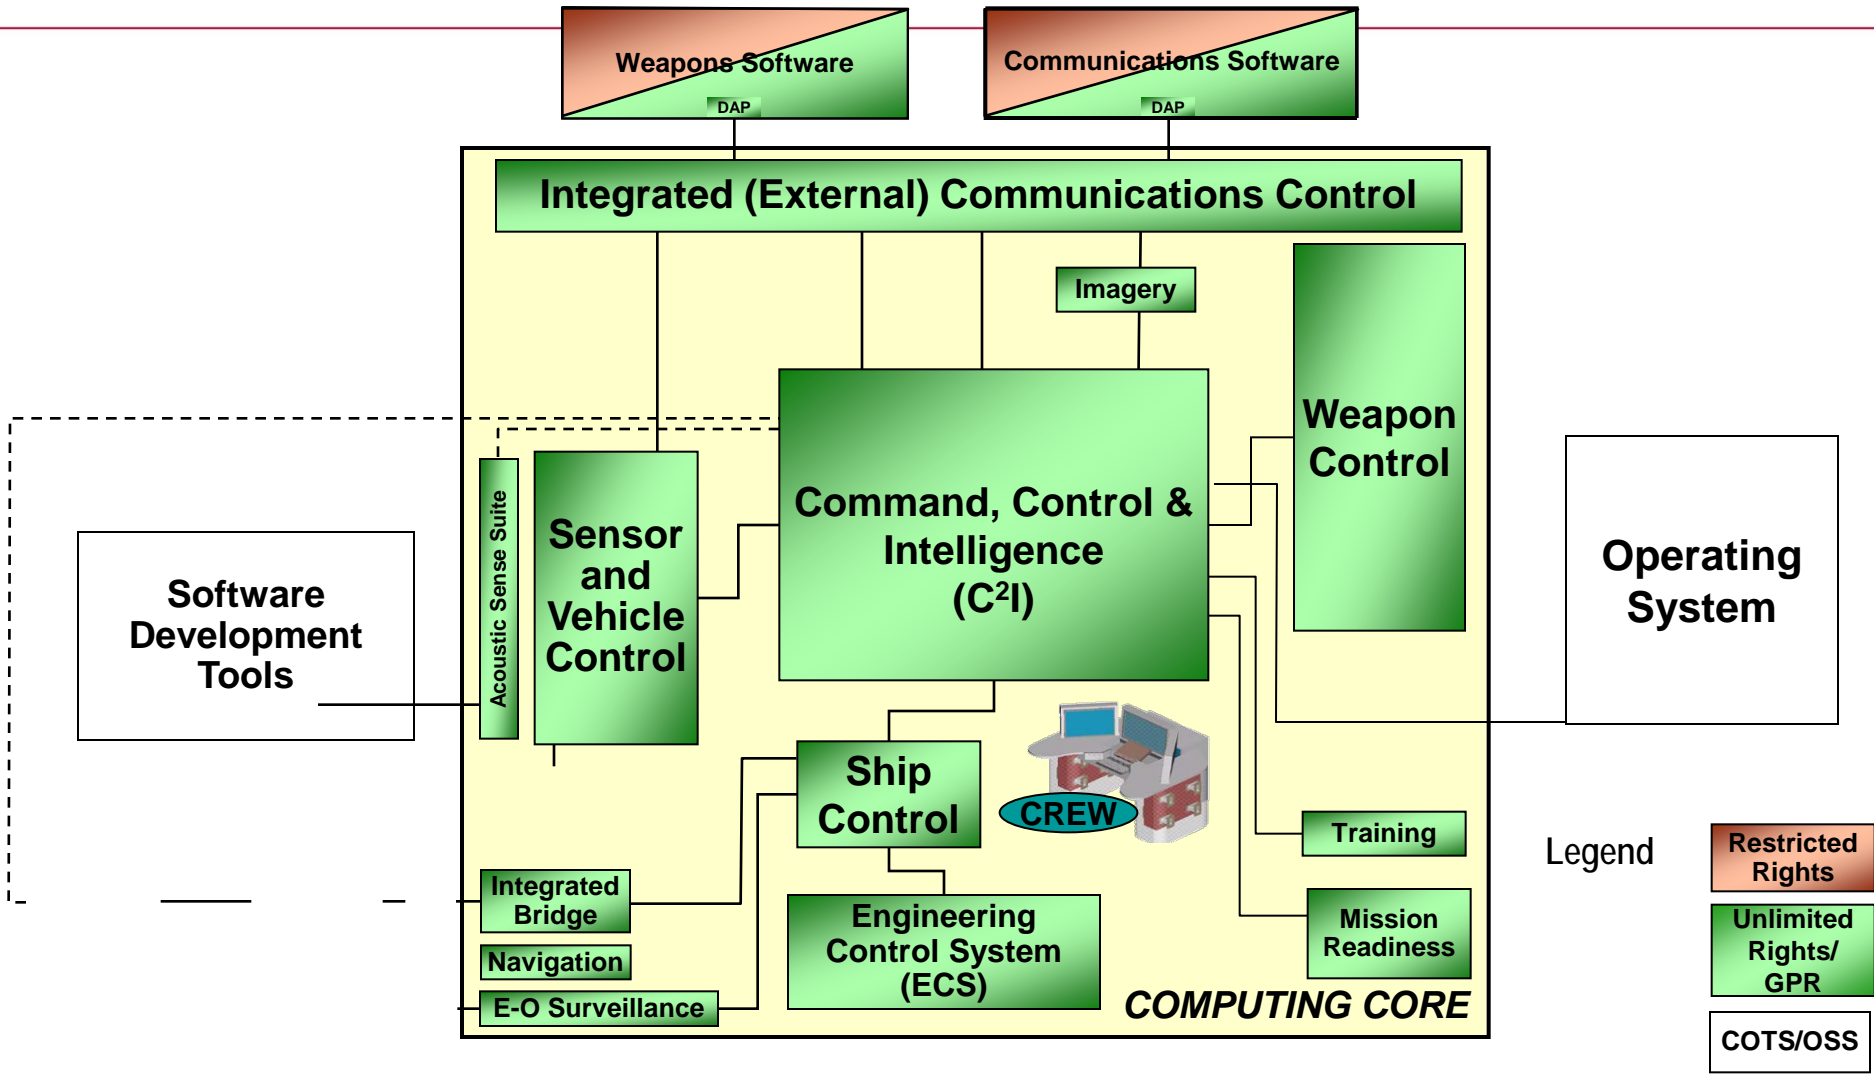 Weapons Software
DAP
Communications Software
DAP
Integrated (External) Communications Control
Imagery
Weapon
Control
Command, Control &
Intelligence
(C²I)
Sensor
and
Vehicle
Control
Acoustic Sense Suite
Software
Development
Tools
Operating
System
Ship
Control
CREW
Training
Mission
Readiness
Integrated
Bridge
Navigation
E-O Surveillance
Engineering
Control System
(ECS)
COMPUTING CORE
Legend
Restricted
Rights
Unlimited
Rights/
GPR
COTS/OSS